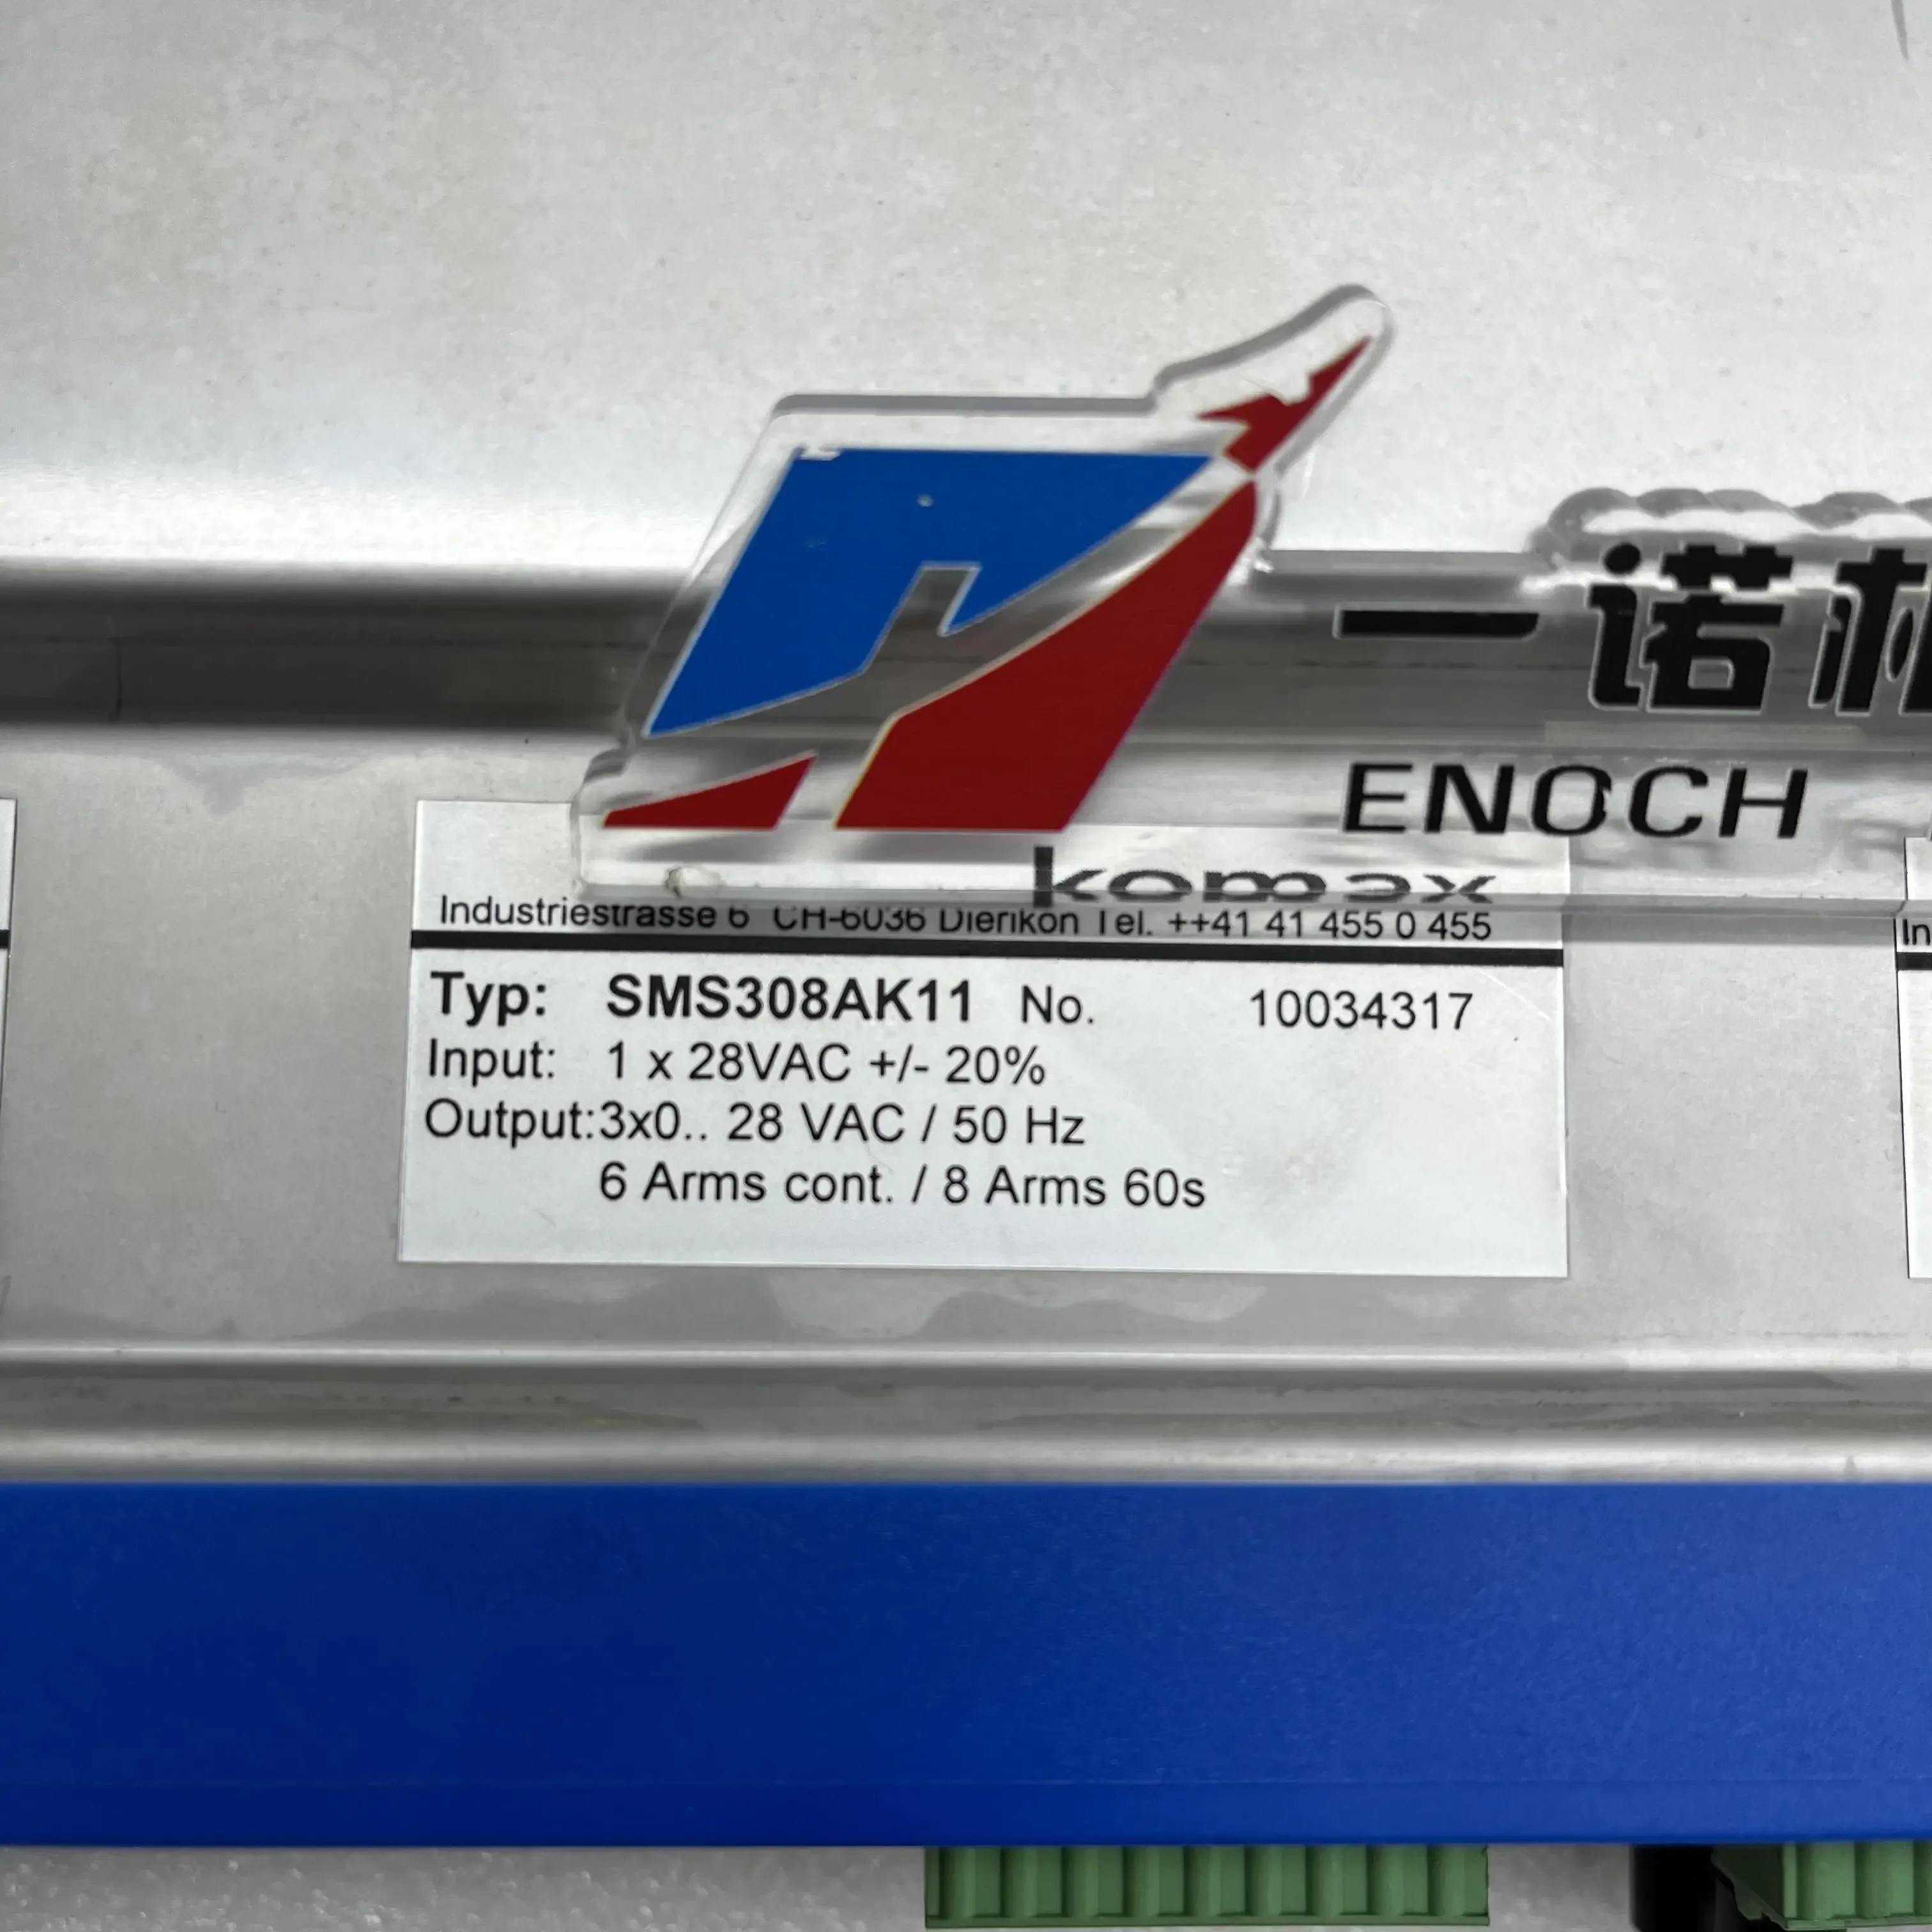 一诺
ENOCH
komax
Industriestrasse 6 CH-6036 Dierikon Tel. ++41 41 455 0 455
Typ: SMS308AK11 No. 10034317
Input: 1 x 28VAC +/- 20%
Output:3x0.. 28 VAC / 50 Hz
6 Arms cont. / 8 Arms 60s
In